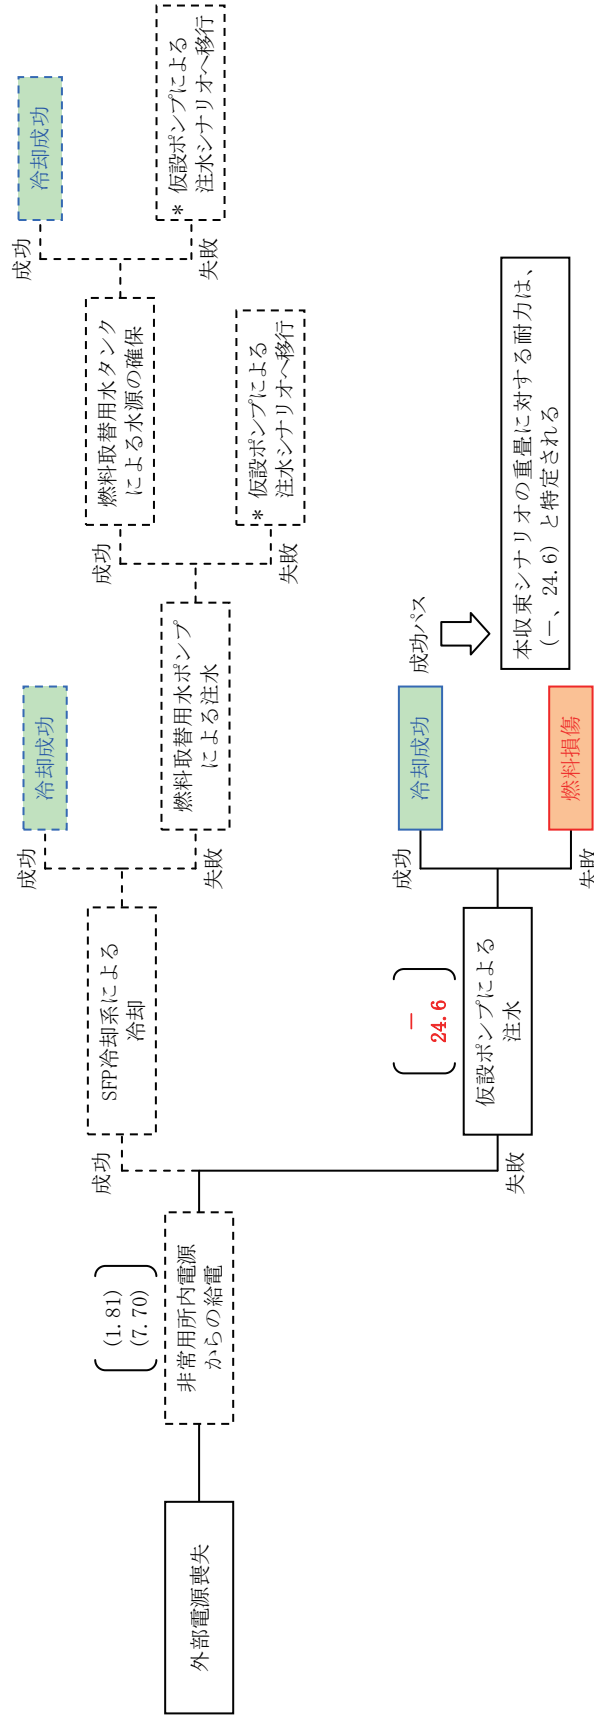 外部電源喪失
(1.81)
(7.70)
非常用所内電源
からの給電
成功
失敗
SFP冷却系による
冷却
成功
失敗
冷却成功
燃料取替用水ポンプ
による注水
成功
失敗
燃料取替用水タンク
による水源の確保
* 仮設ポンプによる
注水シナリオへ移行
成功
失敗
冷却成功
* 仮設ポンプによる
注水シナリオへ移行
－
24.6
仮設ポンプによる
注水
成功
失敗
冷却成功
燃料損傷
成功パス
本収束シナリオの重畳に対する耐力は、
(－、24.6) と特定される